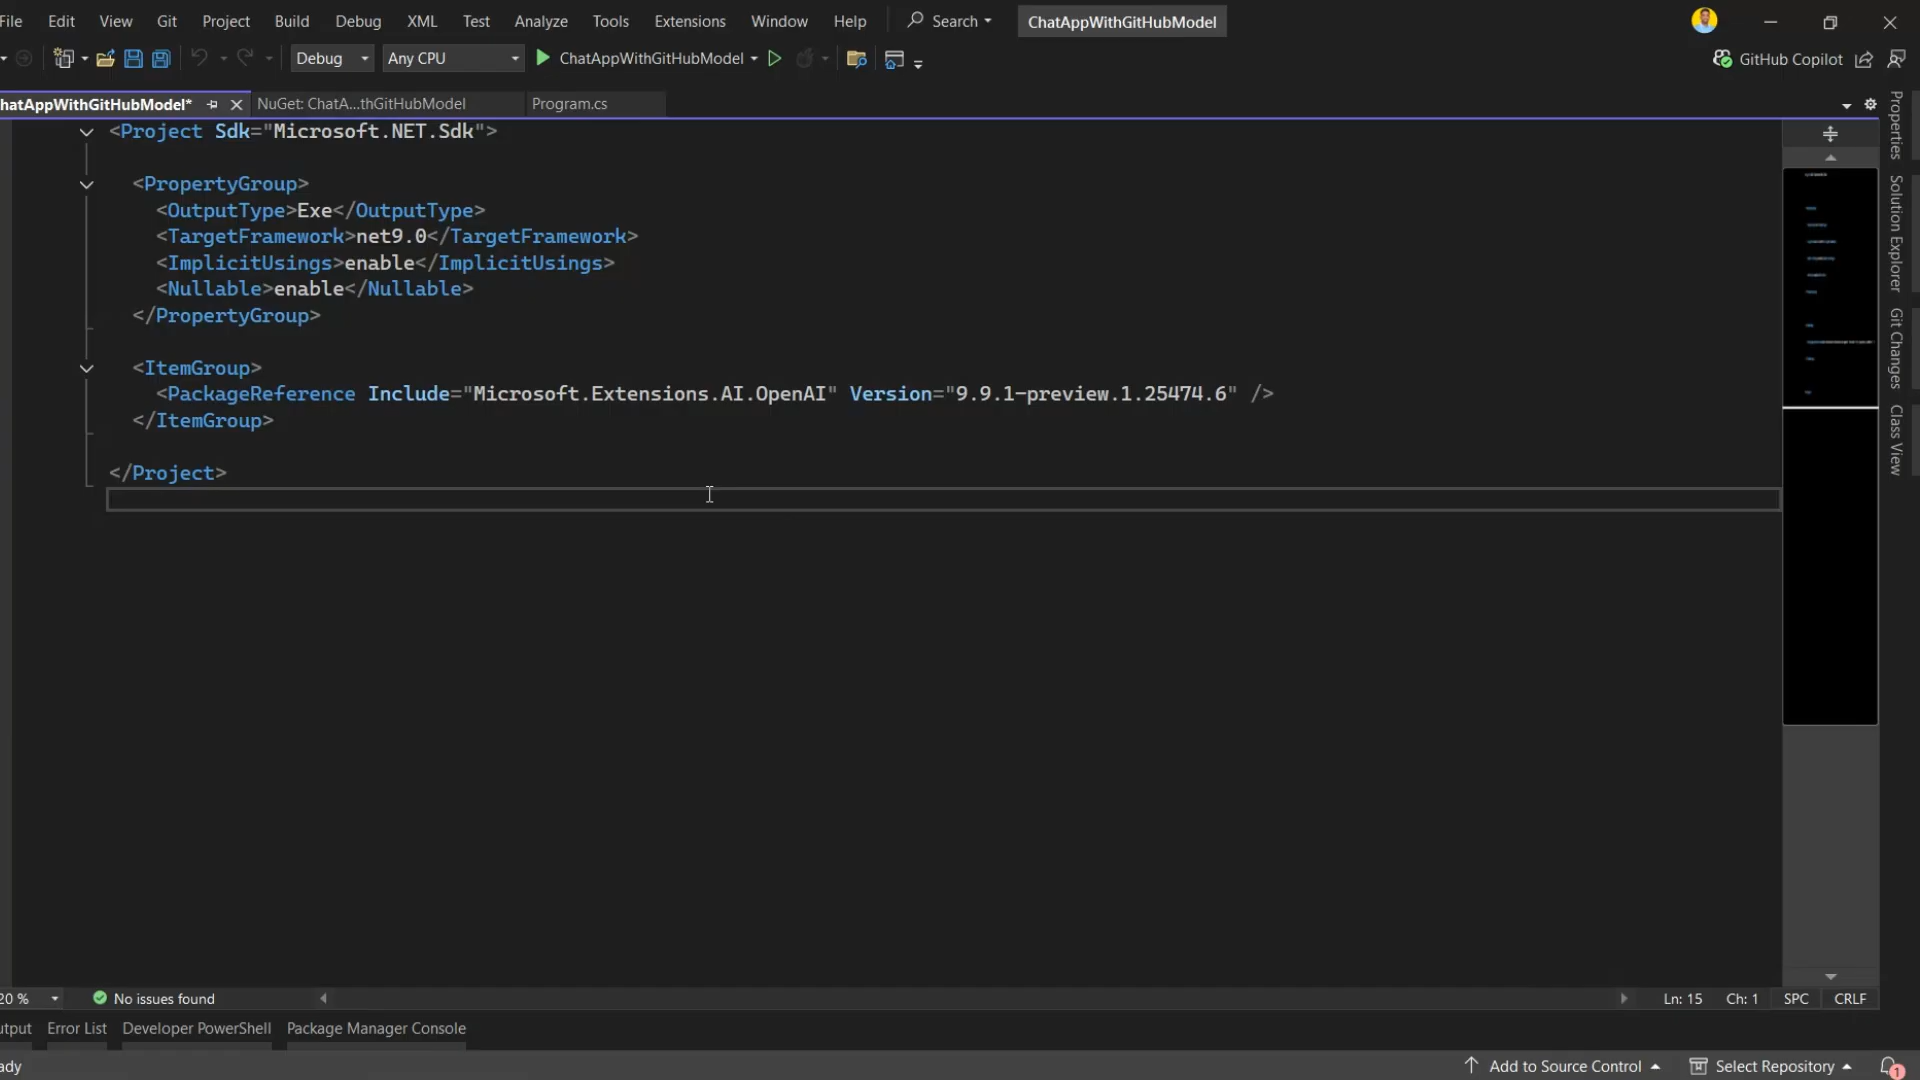 File Edit View Git Project Build Debug XML Test Analyze Tools Extensions Window Help Search ChatAppWithGitHubModel
Debug Any CPU ChatAppWithGitHubModel GitHub Copilot
hatAppWithGitHubModel* NuGet: ChatA...thGitHubModel Program.cs
<Project Sdk="Microsoft.NET.Sdk">
<PropertyGroup>
<OutputType>Exe</OutputType>
<TargetFramework>net9.0</TargetFramework>
<ImplicitUsings>enable</ImplicitUsings>
<Nullable>enable</Nullable>
</PropertyGroup>
<ItemGroup>
<PackageReference Include="Microsoft.Extensions.AI.OpenAI" Version="9.9.1-preview.1.25474.6" />
</ItemGroup>
</Project>
Properties
Solution Explorer
Git Changes
Class View
20 % No issues found Ln: 15 Ch: 1 SPC CRLF
utput Error List Developer PowerShell Package Manager Console
ady Add to Source Control Select Repository 1